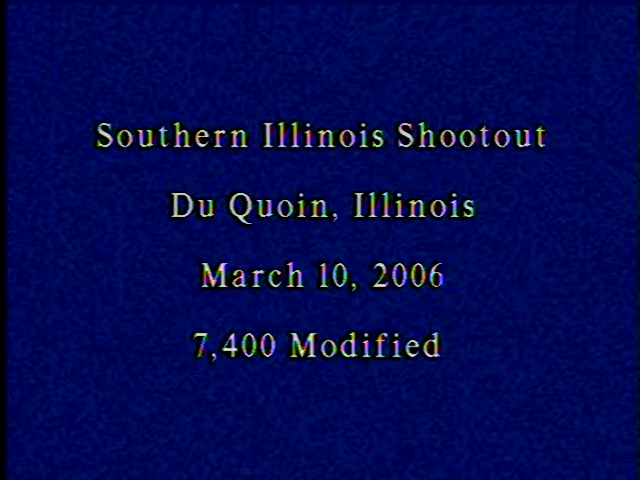 Southern Illinois Shootout
Du Quoin, Illinois
March 10, 2006
7,400 Modified